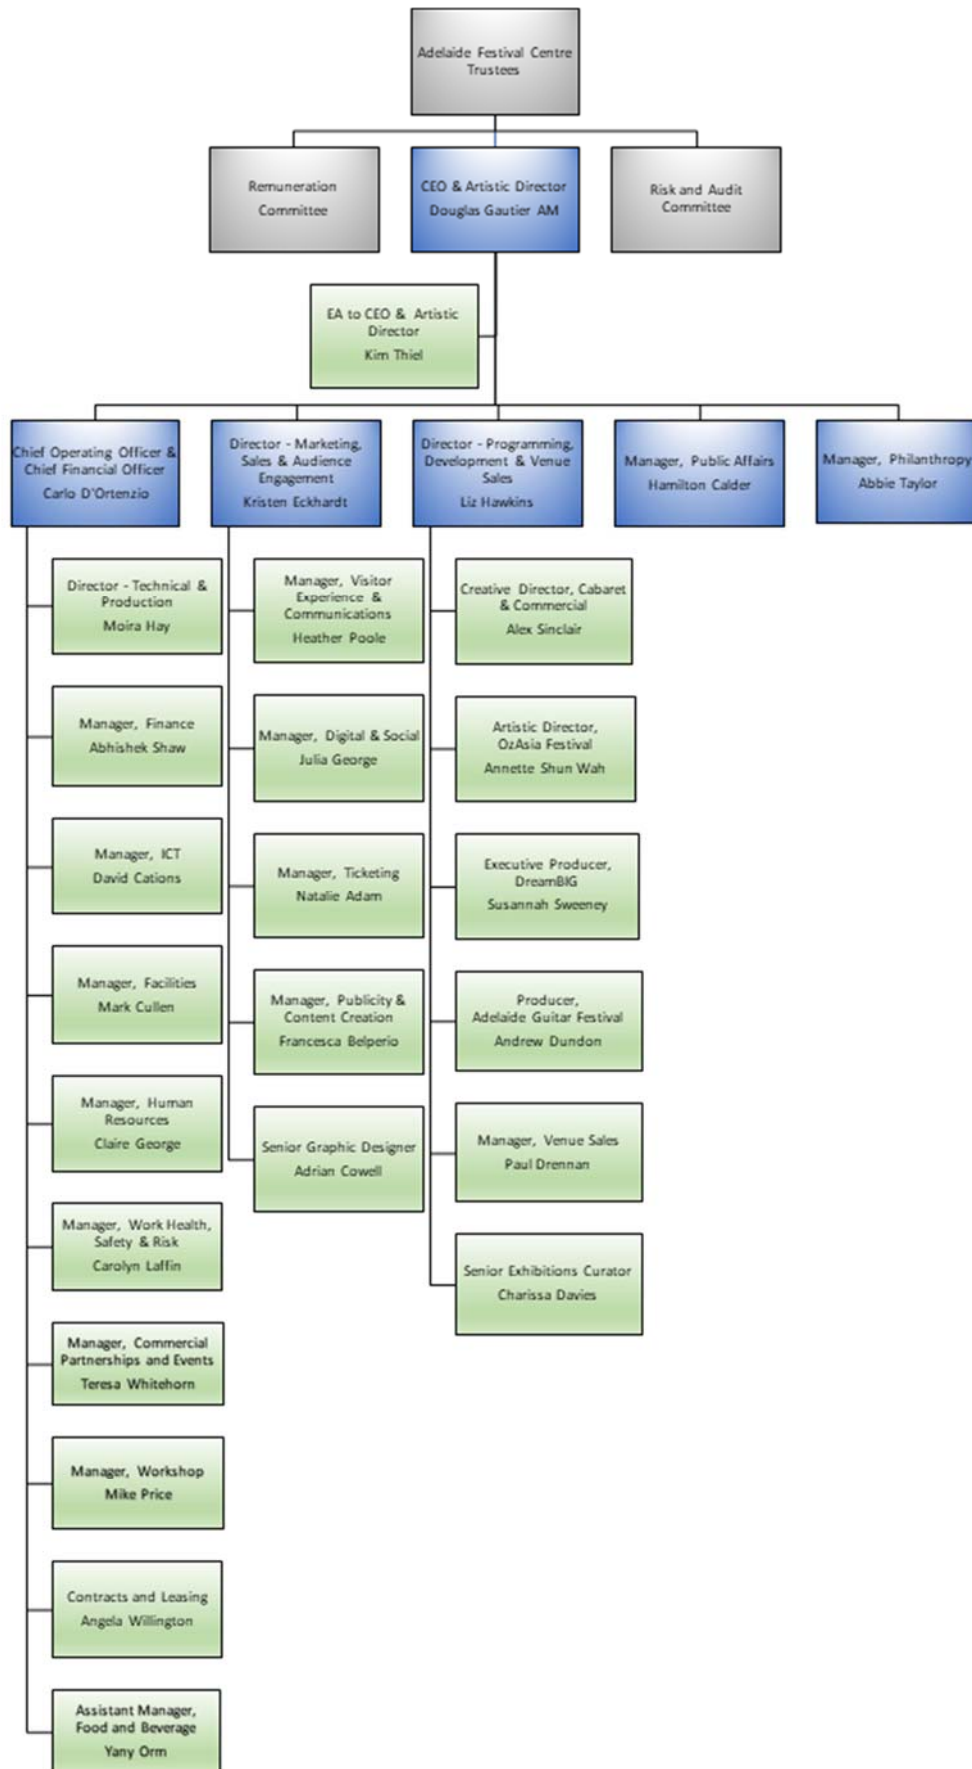 Adelaide Festival Centre
Trustees
Remuneration
Committee
CEO & Artistic Director
Douglas Gautier AM
Risk and Audit
Committee
EA to CEO & Artistic
Director
Kim Thiel
Chief Operating Officer &
Chief Financial Officer
Carlo D'Ortenzio
Director - Marketing,
Sales & Audience
Engagement
Kristen Eckhardt
Director - Programming,
Development & Venue
Sales
Liz Hawkins
Manager, Public Affairs
Hamilton Calder
Manager, Philanthropy
Abbie Taylor
Director - Technical &
Production
Moira Hay
Manager, Finance
Abhishek Shaw
Manager, ICT
David Cations
Manager, Facilities
Mark Cullen
Manager, Human
Resources
Claire George
Manager, Work Health,
Safety & Risk
Carolyn Laffin
Manager, Commercial
Partnerships and Events
Teresa Whitehorn
Manager, Workshop
Mike Price
Contracts and Leasing
Angela Willington
Assistant Manager,
Food and Beverage
Yany Orm
Manager, Visitor
Experience &
Communications
Heather Poole
Manager, Digital & Social
Julia George
Manager, Ticketing
Natalie Adam
Manager, Publicity &
Content Creation
Francesca Belperio
Senior Graphic Designer
Adrian Cowell
Creative Director, Cabaret
& Commercial
Alex Sinclair
Artistic Director,
OzAsia Festival
Annette Shun Wah
Executive Producer,
DreamBIG
Susannah Sweeney
Producer,
Adelaide Guitar Festival
Andrew Dundon
Manager, Venue Sales
Paul Drennan
Senior Exhibitions Curator
Charissa Davies